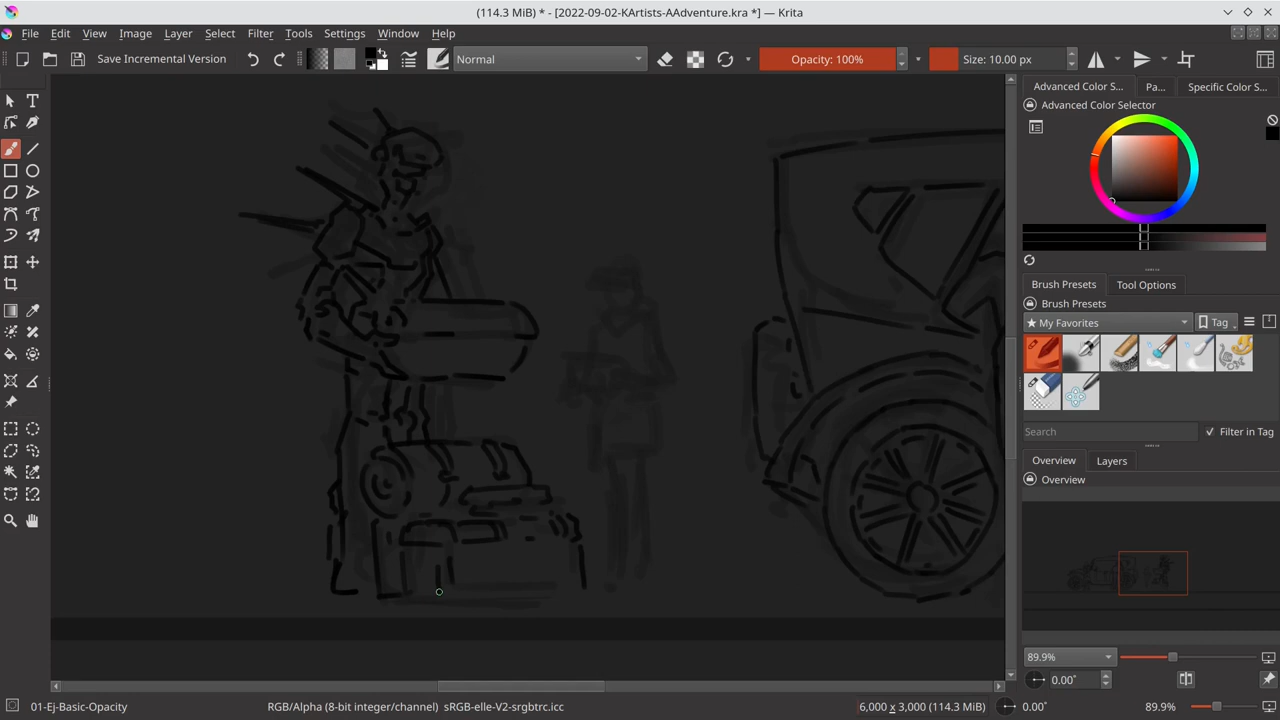 (114.3 MiB) * - [2022-09-02-KArtists-AAdventure.kra *] — Krita
File Edit View Image Layer Select Filter Tools Settings Window Help
Save Incremental Version Normal Opacity: 100% Size: 10.00 px
Advanced Color S... Pa... Specific Color S...
Advanced Color Selector
Brush Presets Tool Options
Brush Presets
★ My Favorites Tag
Search Filter in Tag
Overview Layers
Overview
89.9%
0.00°
01-Ej-Basic-Opacity RGB/Alpha (8-bit integer/channel) sRGB-elle-V2-srgbtrc.icc 6,000 x 3,000 (114.3 MiB) 0.00° 89.9%